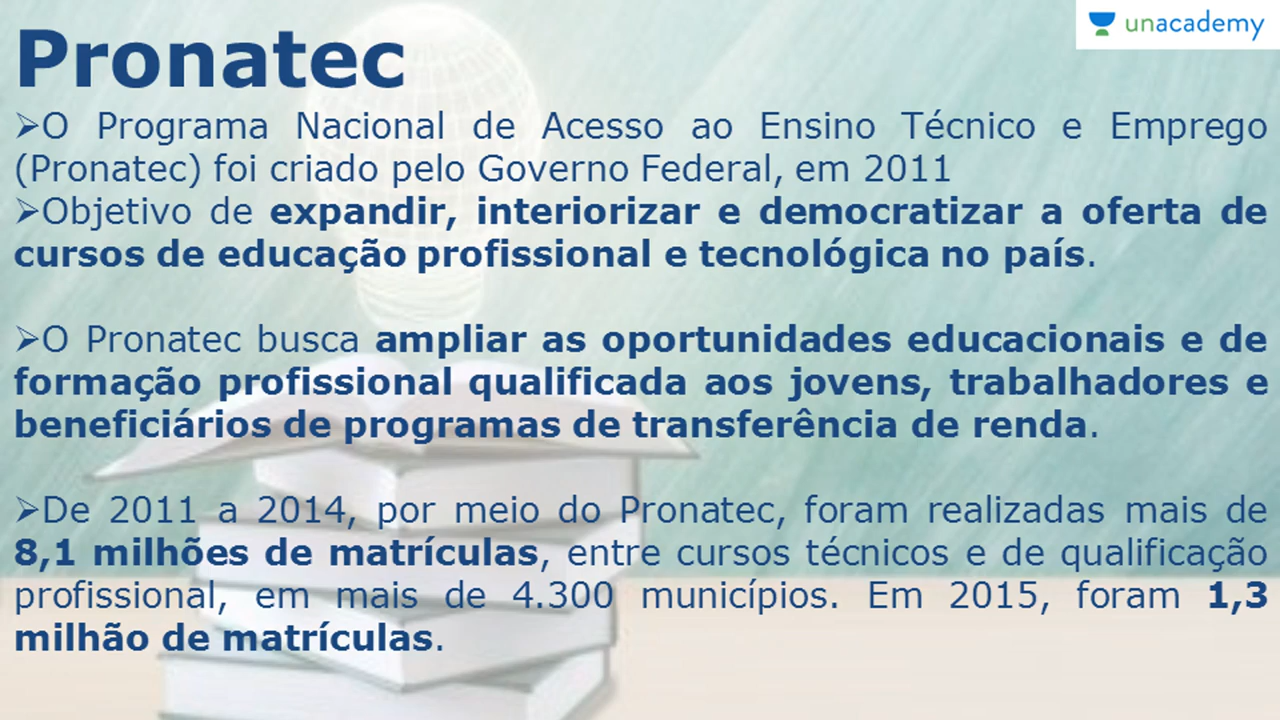 unacademy
Pronatec
➢O Programa Nacional de Acesso ao Ensino Técnico e Emprego
(Pronatec) foi criado pelo Governo Federal, em 2011
➢Objetivo de expandir, interiorizar e democratizar a oferta de
cursos de educação profissional e tecnológica no país.
➢O Pronatec busca ampliar as oportunidades educacionais e de
formação profissional qualificada aos jovens, trabalhadores e
beneficiários de programas de transferência de renda.
➢De 2011 a 2014, por meio do Pronatec, foram realizadas mais de
8,1 milhões de matrículas, entre cursos técnicos e de qualificação
profissional, em mais de 4.300 municípios. Em 2015, foram 1,3
milhão de matrículas.